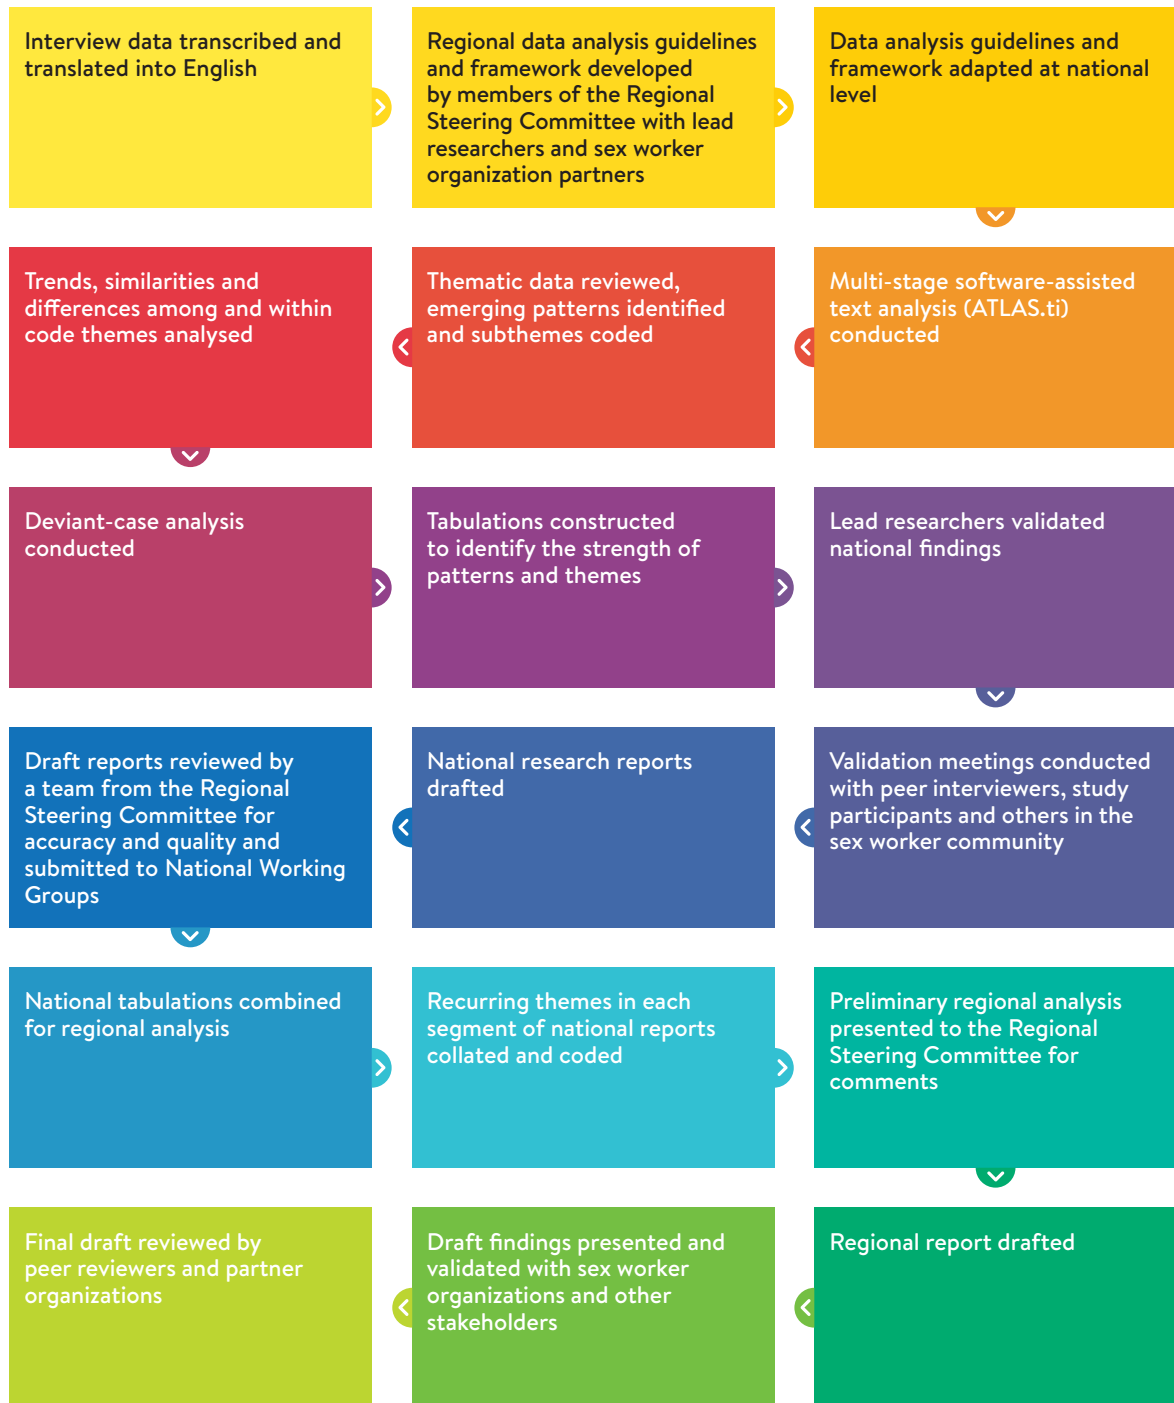 Interview data transcribed and
translated into English
Regional data analysis guidelines
and framework developed
by members of the Regional
Steering Committee with lead
researchers and sex worker
organization partners
Data analysis guidelines and
framework adapted at national
level
Multi-stage software-assisted
text analysis (ATLAS.ti)
conducted
Thematic data reviewed,
emerging patterns identified
and subthemes coded
Trends, similarities and
differences among and within
code themes analysed
Deviant-case analysis
conducted
Tabulations constructed
to identify the strength of
patterns and themes
Lead researchers validated
national findings
Validation meetings conducted
with peer interviewers, study
participants and others in the
sex worker community
National research reports
drafted
Draft reports reviewed by
a team from the Regional
Steering Committee for
accuracy and quality and
submitted to National Working
Groups
National tabulations combined
for regional analysis
Recurring themes in each
segment of national reports
collated and coded
Preliminary regional analysis
presented to the Regional
Steering Committee for
comments
Regional report drafted
Draft findings presented and
validated with sex worker
organizations and other
stakeholders
Final draft reviewed by
peer reviewers and partner
organizations